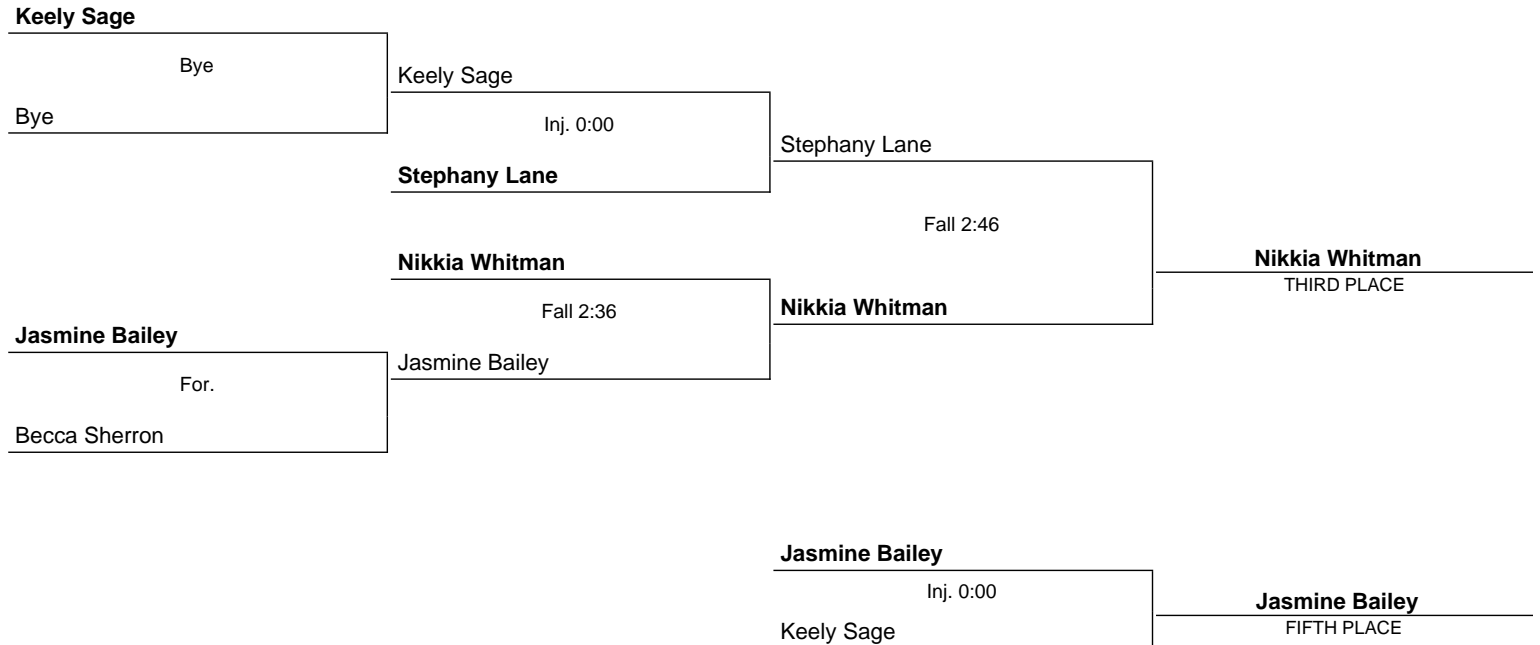 Keely Sage
Bye
Bye
Keely Sage
Inj. 0:00
Stephany Lane
Stephany Lane
Fall 2:46
Nikkia Whitman
Fall 2:36
Nikkia Whitman
Nikkia Whitman
THIRD PLACE
Jasmine Bailey
For.
Jasmine Bailey
Becca Sherron
Jasmine Bailey
Inj. 0:00
Keely Sage
Jasmine Bailey
FIFTH PLACE